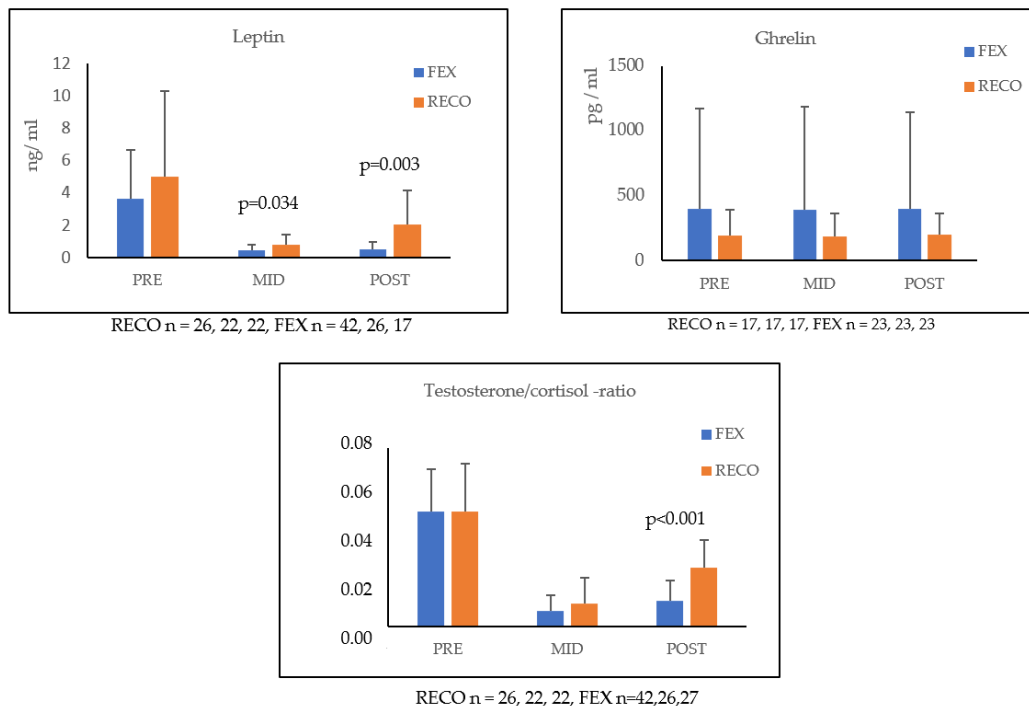 Leptin
ng/ ml
12
10
8
6
4
2
0
FEX
RECO
p=0.034
p=0.003
PRE MID POST
RECO n = 26, 22, 22, FEX n = 42, 26, 17
Ghrelin
pg / ml
1500
1000
500
0
FEX
RECO
PRE MID POST
RECO n = 17, 17, 17, FEX n = 23, 23, 23
Testosterone/cortisol -ratio
0.08
0.06
0.04
0.02
0.00
FEX
RECO
p<0.001
PRE MID POST
RECO n = 26, 22, 22, FEX n=42,26,27